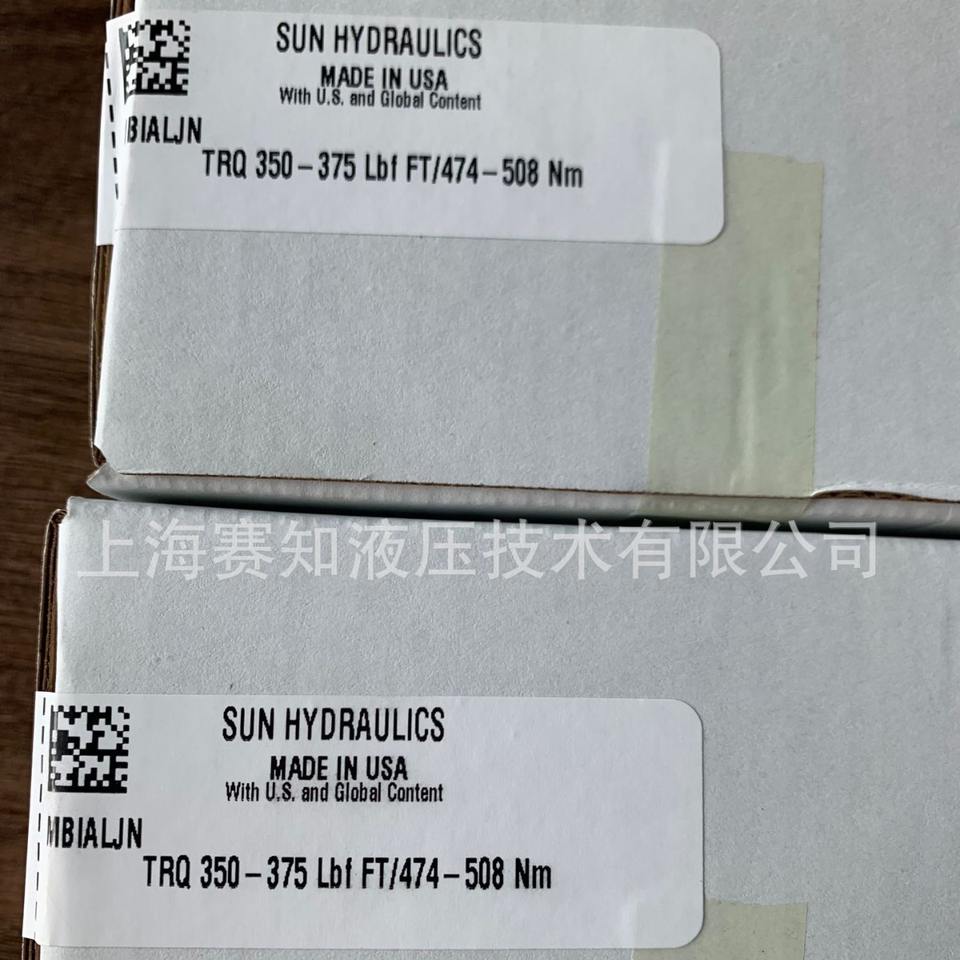 SUN HYDRAULICS
MADE IN USA
With U.S. and Global Content
MBIALJN
TRQ 350-375 Lbf FT/474-508 Nm
上海赛知液压技术有限公司
SUN HYDRAULICS
MADE IN USA
With U.S. and Global Content
MBIALJN
TRQ 350-375 Lbf FT/474-508 Nm